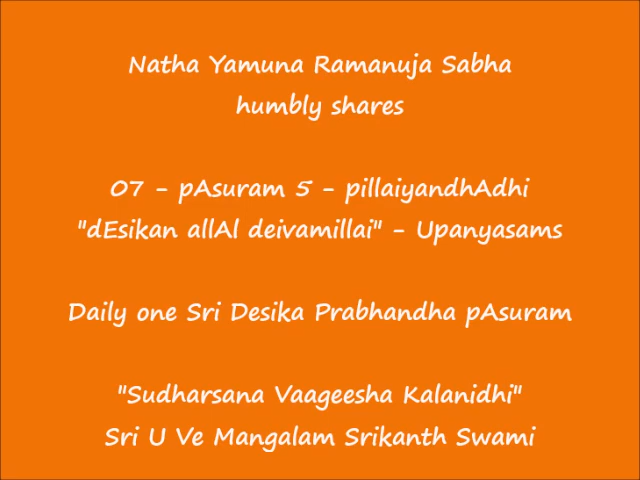 Natha Yamuna Ramanuja Sabha
humbly shares
07 - pAsuram 5 - pillaiyandhAdhi
"dEsikan allAl deivamillai" - Upanyasams
Daily one Sri Desika Prabhandha pAsuram
"Sudharsana Vaageesha Kalanidhi"
Sri U Ve Mangalam Srikanth Swami